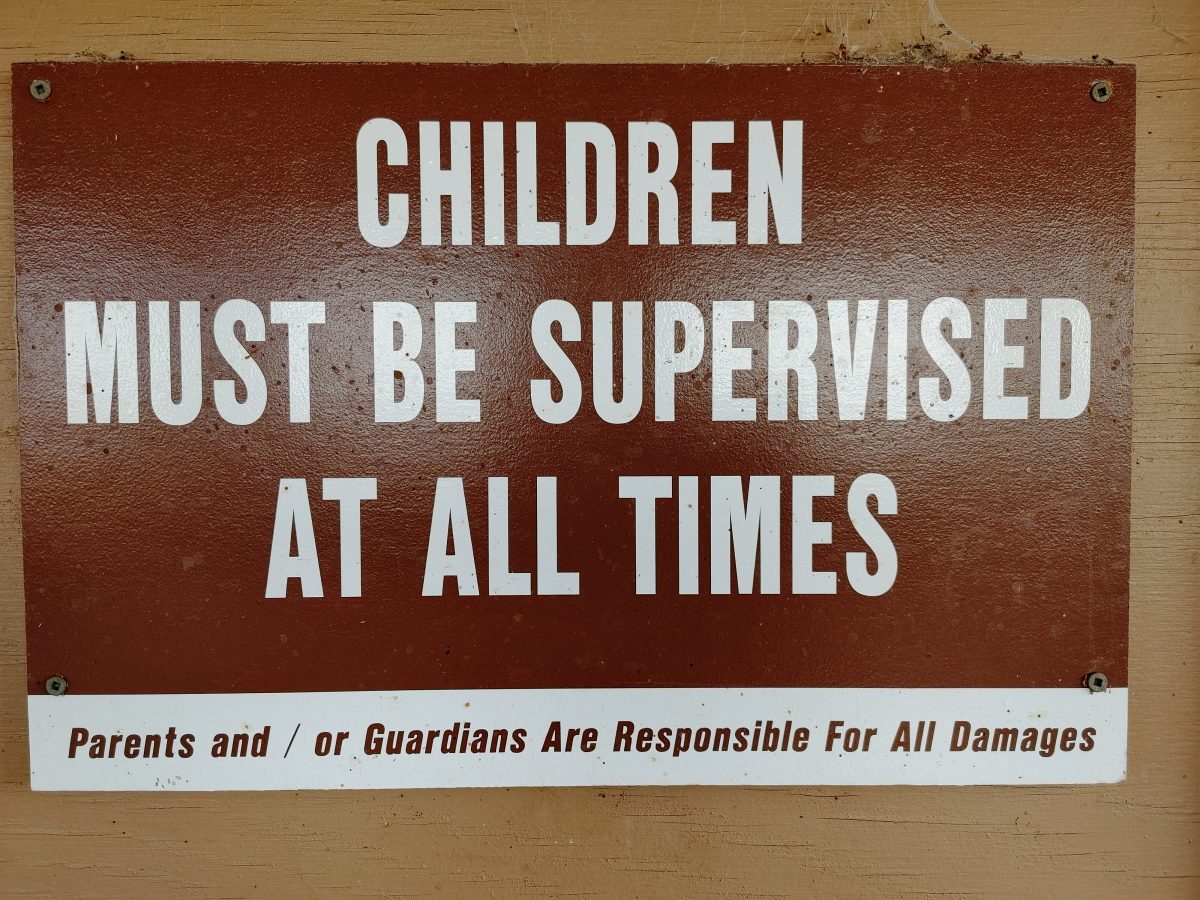 CHILDREN
MUST BE SUPERVISED
AT ALL TIMES
Parents and / or Guardians Are Responsible For All Damages